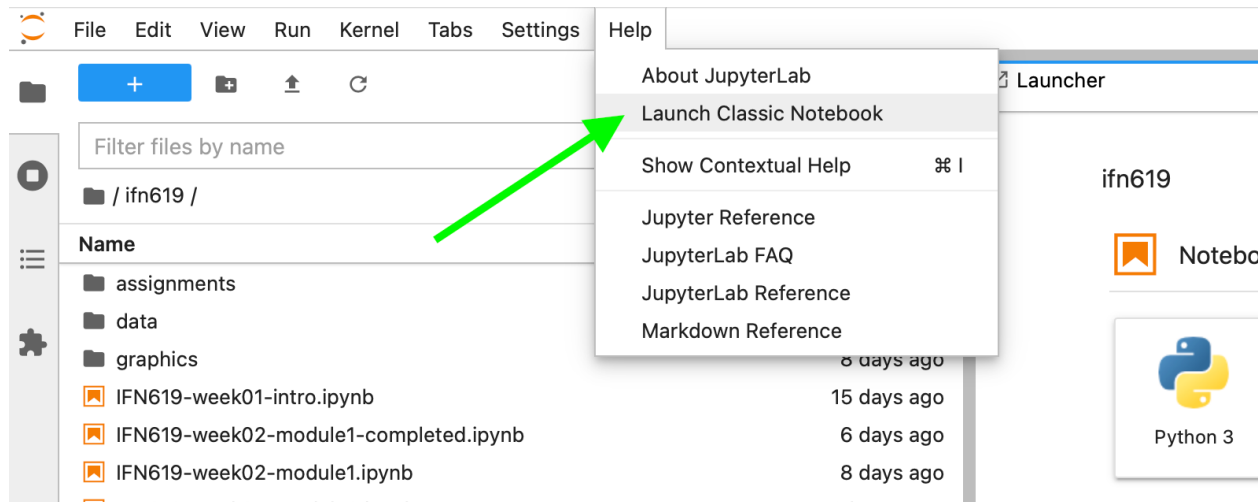 File Edit View Run Kernel Tabs Settings Help
About JupyterLab
Launch Classic Notebook
Show Contextual Help ⌘ I
Jupyter Reference
JupyterLab FAQ
JupyterLab Reference
Markdown Reference
+
Filter files by name
/ ifn619 /
Name
assignments
data
graphics 8 days ago
IFN619-week01-intro.ipynb 15 days ago
IFN619-week02-module1-completed.ipynb 6 days ago
IFN619-week02-module1.ipynb 8 days ago
Launcher
ifn619
Notebo
Python 3